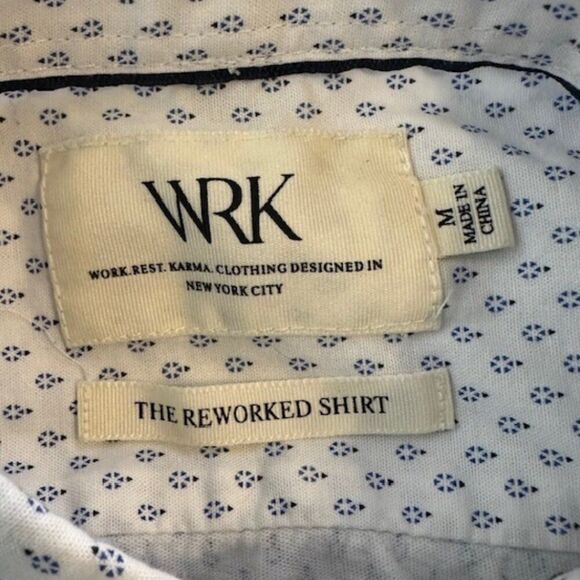 WRK
WORK.REST. KARMA. CLOTHING DESIGNED IN
NEW YORK CITY
M
MADE IN
CHINA
THE REWORKED SHIRT